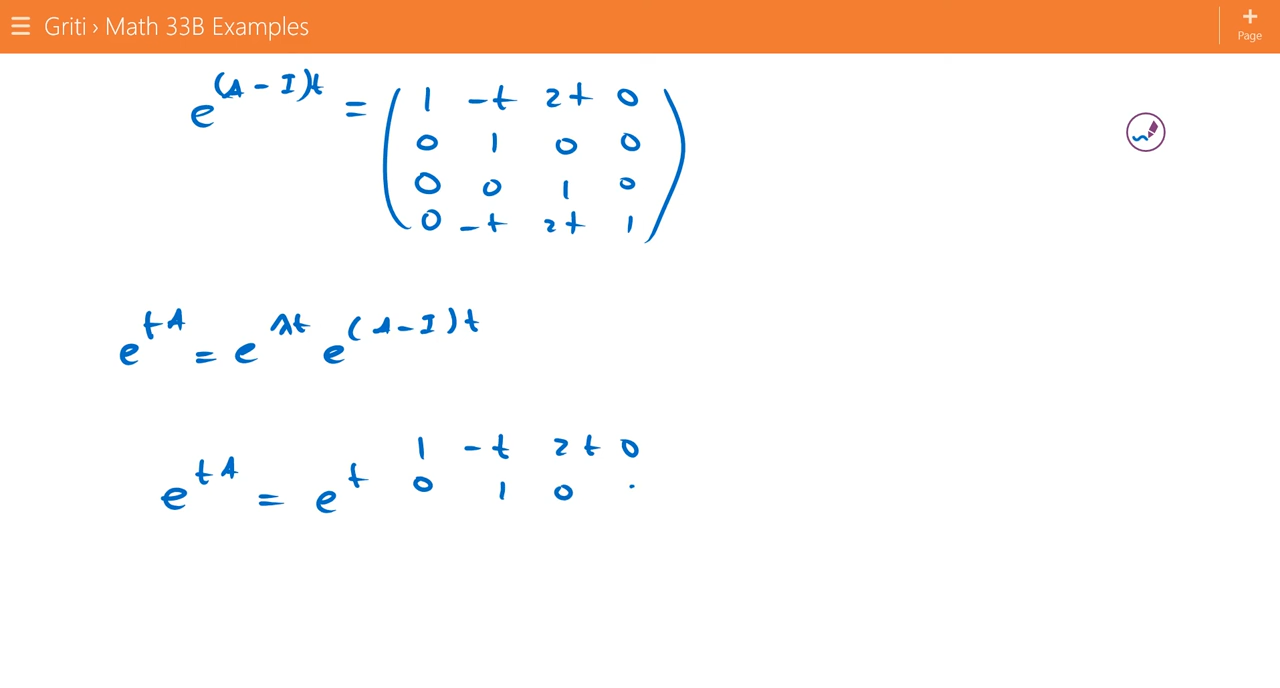 Griti › Math 33B Examples
Page
e^{(A - I)t} = ( 1 -t 2t 0
0 1 0 0
0 0 1 0
0 -t 2t 1 )
e^{tA} = e^{λt} e^{(A-I)t}
e^{tA} = e^{t} 1 -t 2t 0
0 1 0